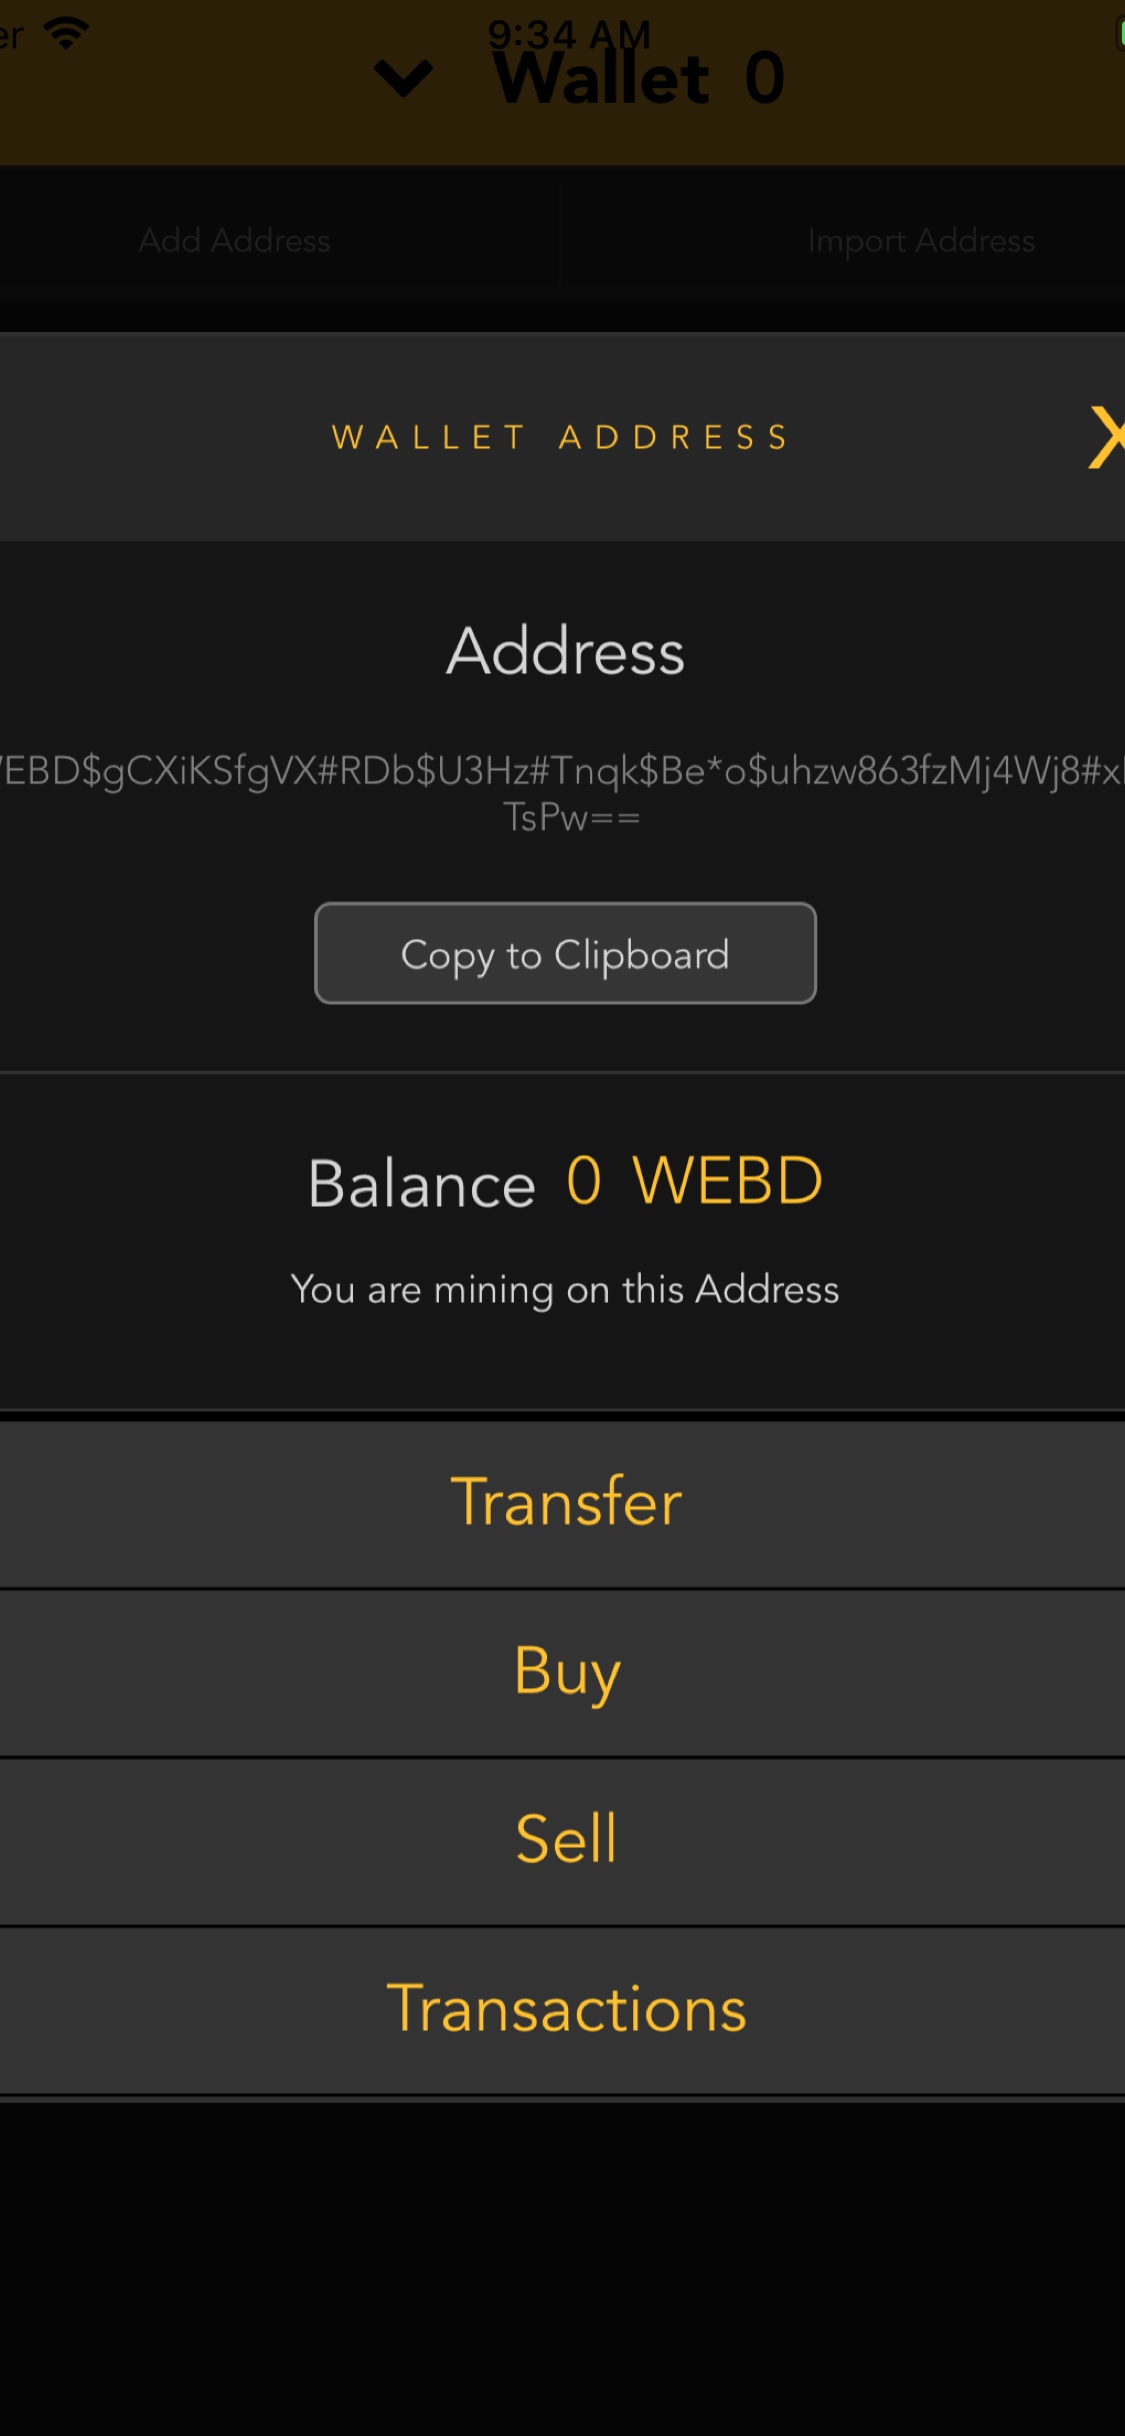 er 9:34 AM
Wallet 0
Add Address Import Address
WALLET ADDRESS X
Address
EBD$gCXiKSfgVX#RDb$U3Hz#Tnqk$Be*o$uhzw863fzMj4Wj8#x
TsPw==
Copy to Clipboard
Balance 0 WEBD
You are mining on this Address
Transfer
Buy
Sell
Transactions